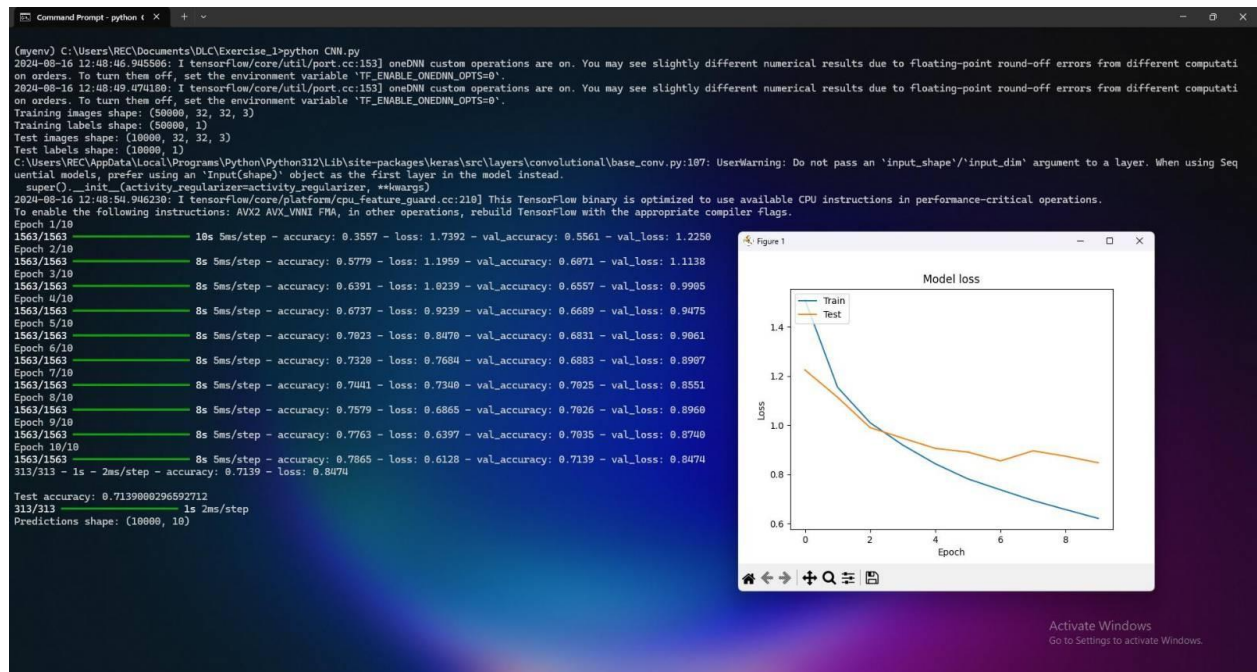 Command Prompt - python (
(myenv) C:\Users\REC\Documents\DLC\Exercise_1>python CNN.py
2024-08-16 12:48:46.945506: I tensorflow/core/util/port.cc:153] oneDNN custom operations are on. You may see slightly different numerical results due to floating-point round-off errors from different computati
on orders. To turn them off, set the environment variable `TF_ENABLE_ONEDNN_OPTS=0`.
2024-08-16 12:48:49.474180: I tensorflow/core/util/port.cc:153] oneDNN custom operations are on. You may see slightly different numerical results due to floating-point round-off errors from different computati
on orders. To turn them off, set the environment variable `TF_ENABLE_ONEDNN_OPTS=0`.
Training images shape: (50000, 32, 32, 3)
Training labels shape: (50000, 1)
Test images shape: (10000, 32, 32, 3)
Test labels shape: (10000, 1)
C:\Users\REC\AppData\Local\Programs\Python\Python312\Lib\site-packages\keras\src\layers\convolutional\base_conv.py:107: UserWarning: Do not pass an `input_shape`/`input_dim` argument to a layer. When using Seq
uential models, prefer using an `Input(shape)` object as the first layer in the model instead.
super().__init__(activity_regularizer=activity_regularizer, **kwargs)
2024-08-16 12:48:54.946230: I tensorflow/core/platform/cpu_feature_guard.cc:210] This TensorFlow binary is optimized to use available CPU instructions in performance-critical operations.
To enable the following instructions: AVX2 AVX_VNNI FMA, in other operations, rebuild TensorFlow with the appropriate compiler flags.
Epoch 1/10
1563/1563 10s 5ms/step - accuracy: 0.3557 - loss: 1.7392 - val_accuracy: 0.5561 - val_loss: 1.2250
Epoch 2/10
1563/1563 8s 5ms/step - accuracy: 0.5779 - loss: 1.1959 - val_accuracy: 0.6071 - val_loss: 1.1138
Epoch 3/10
1563/1563 8s 5ms/step - accuracy: 0.6391 - loss: 1.0239 - val_accuracy: 0.6557 - val_loss: 0.9905
Epoch 4/10
1563/1563 8s 5ms/step - accuracy: 0.6737 - loss: 0.9239 - val_accuracy: 0.6689 - val_loss: 0.9475
Epoch 5/10
1563/1563 8s 5ms/step - accuracy: 0.7023 - loss: 0.8470 - val_accuracy: 0.6831 - val_loss: 0.9061
Epoch 6/10
1563/1563 8s 5ms/step - accuracy: 0.7320 - loss: 0.7684 - val_accuracy: 0.6883 - val_loss: 0.8907
Epoch 7/10
1563/1563 8s 5ms/step - accuracy: 0.7441 - loss: 0.7340 - val_accuracy: 0.7025 - val_loss: 0.8551
Epoch 8/10
1563/1563 8s 5ms/step - accuracy: 0.7579 - loss: 0.6865 - val_accuracy: 0.7026 - val_loss: 0.8960
Epoch 9/10
1563/1563 8s 5ms/step - accuracy: 0.7763 - loss: 0.6397 - val_accuracy: 0.7035 - val_loss: 0.8740
Epoch 10/10
1563/1563 8s 5ms/step - accuracy: 0.7865 - loss: 0.6128 - val_accuracy: 0.7139 - val_loss: 0.8474
313/313 - 1s - 2ms/step - accuracy: 0.7139 - loss: 0.8474
Test accuracy: 0.7139000296592712
313/313 1s 2ms/step
Predictions shape: (10000, 10)
Figure 1
Model loss
Train
Test
1.4
1.2
1.0
0.8
0.6
Loss
0 2 4 6 8
Epoch
Activate Windows
Go to Settings to activate Windows.